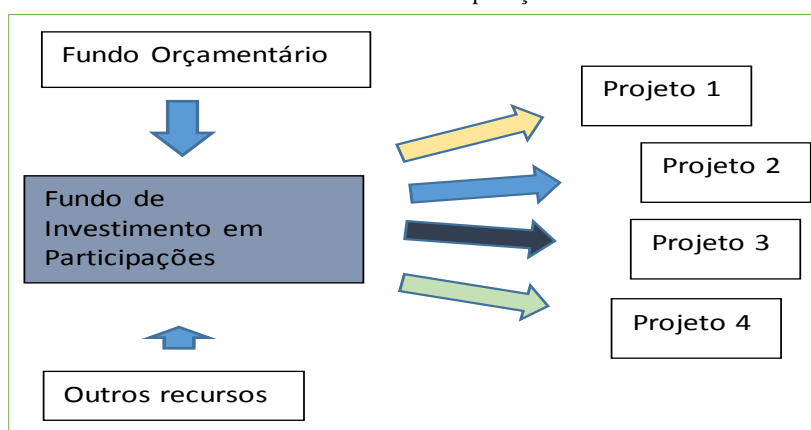 Fundo Orçamentário
Projeto 1
Projeto 2
Fundo de
Investimento em
Participações
Projeto 3
Projeto 4
Outros recursos